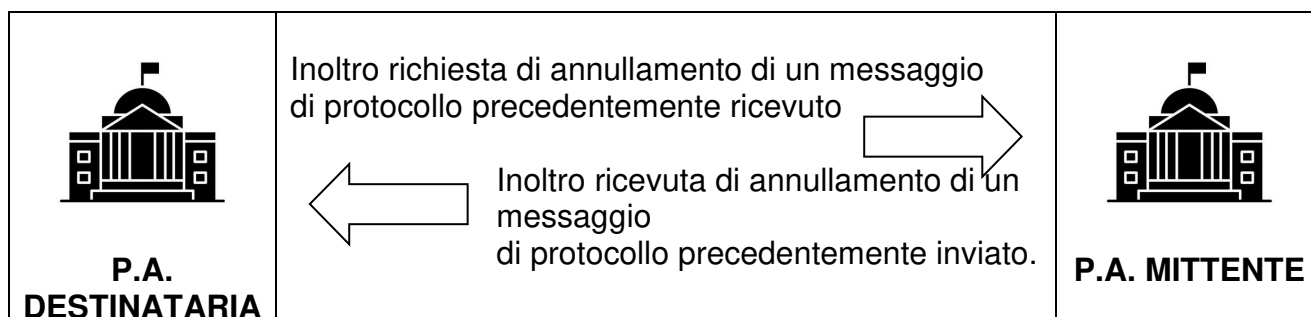 Inoltro richiesta di annullamento di un messaggio
di protocollo precedentemente ricevuto
Inoltro ricevuta di annullamento di un
messaggio
di protocollo precedentemente inviato.
P.A.
DESTINATARIA
P.A. MITTENTE